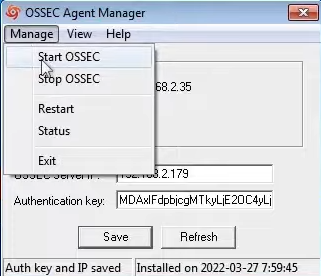 OSSEC Agent Manager
Manage View Help
Start OSSEC
Stop OSSEC
Restart
Status
Exit
68.2.35
OSSEC Server IP: 192.168.2.179
Authentication key: MDAxIFdpbjcgMTkyLjE2OC4yLj
Save Refresh
Auth key and IP saved Installed on 2022-03-27 7:59:45